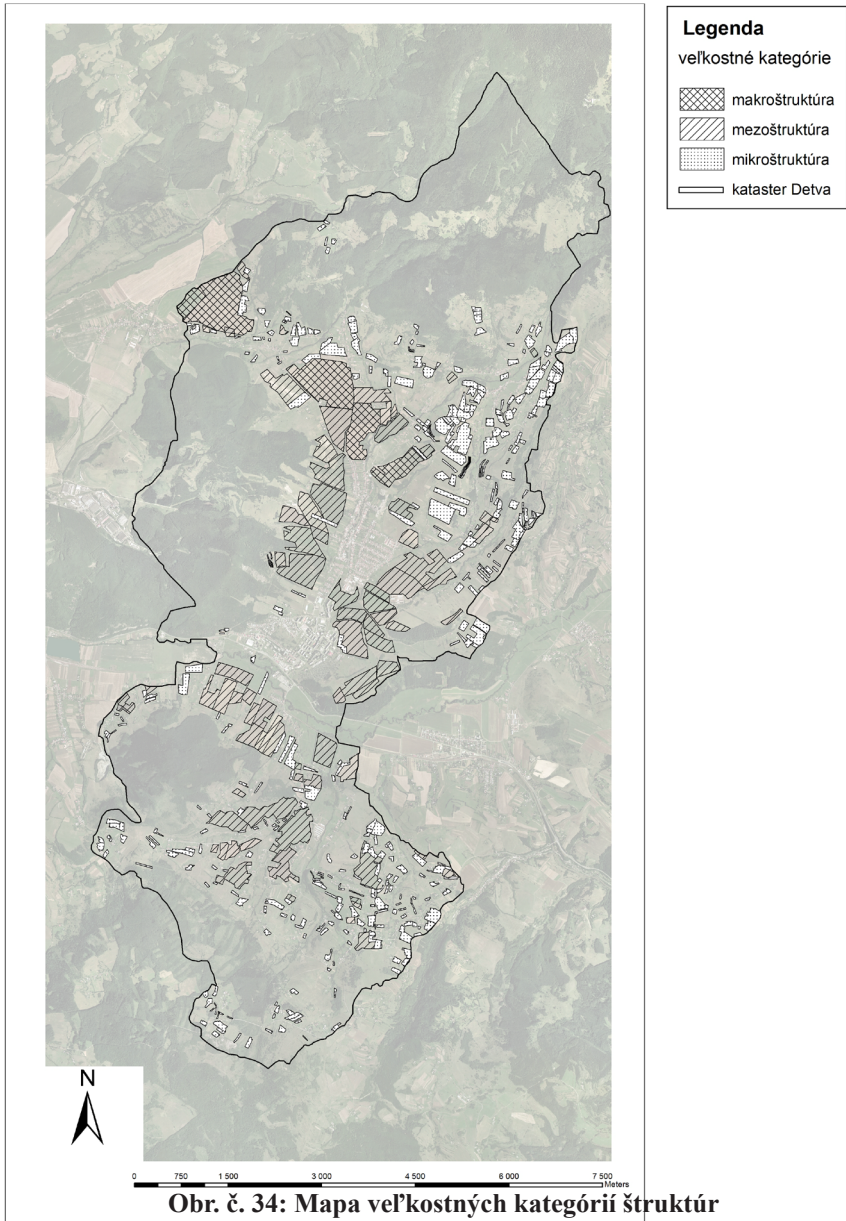 Legenda
veľkostné kategórie
makroštruktúra
mezoštruktúra
mikroštruktúra
kataster Detva
N
0 750 1 500 3 000 4 500 6 000 7 500
Meters
Obr. č. 34: Mapa veľkostných kategórií štruktúr